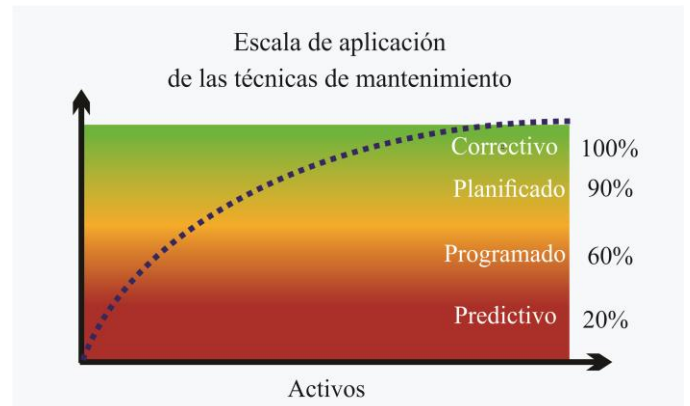 Escala de aplicación
de las técnicas de mantenimiento
Correctivo 100%
Planificado 90%
Programado 60%
Predictivo 20%
Activos